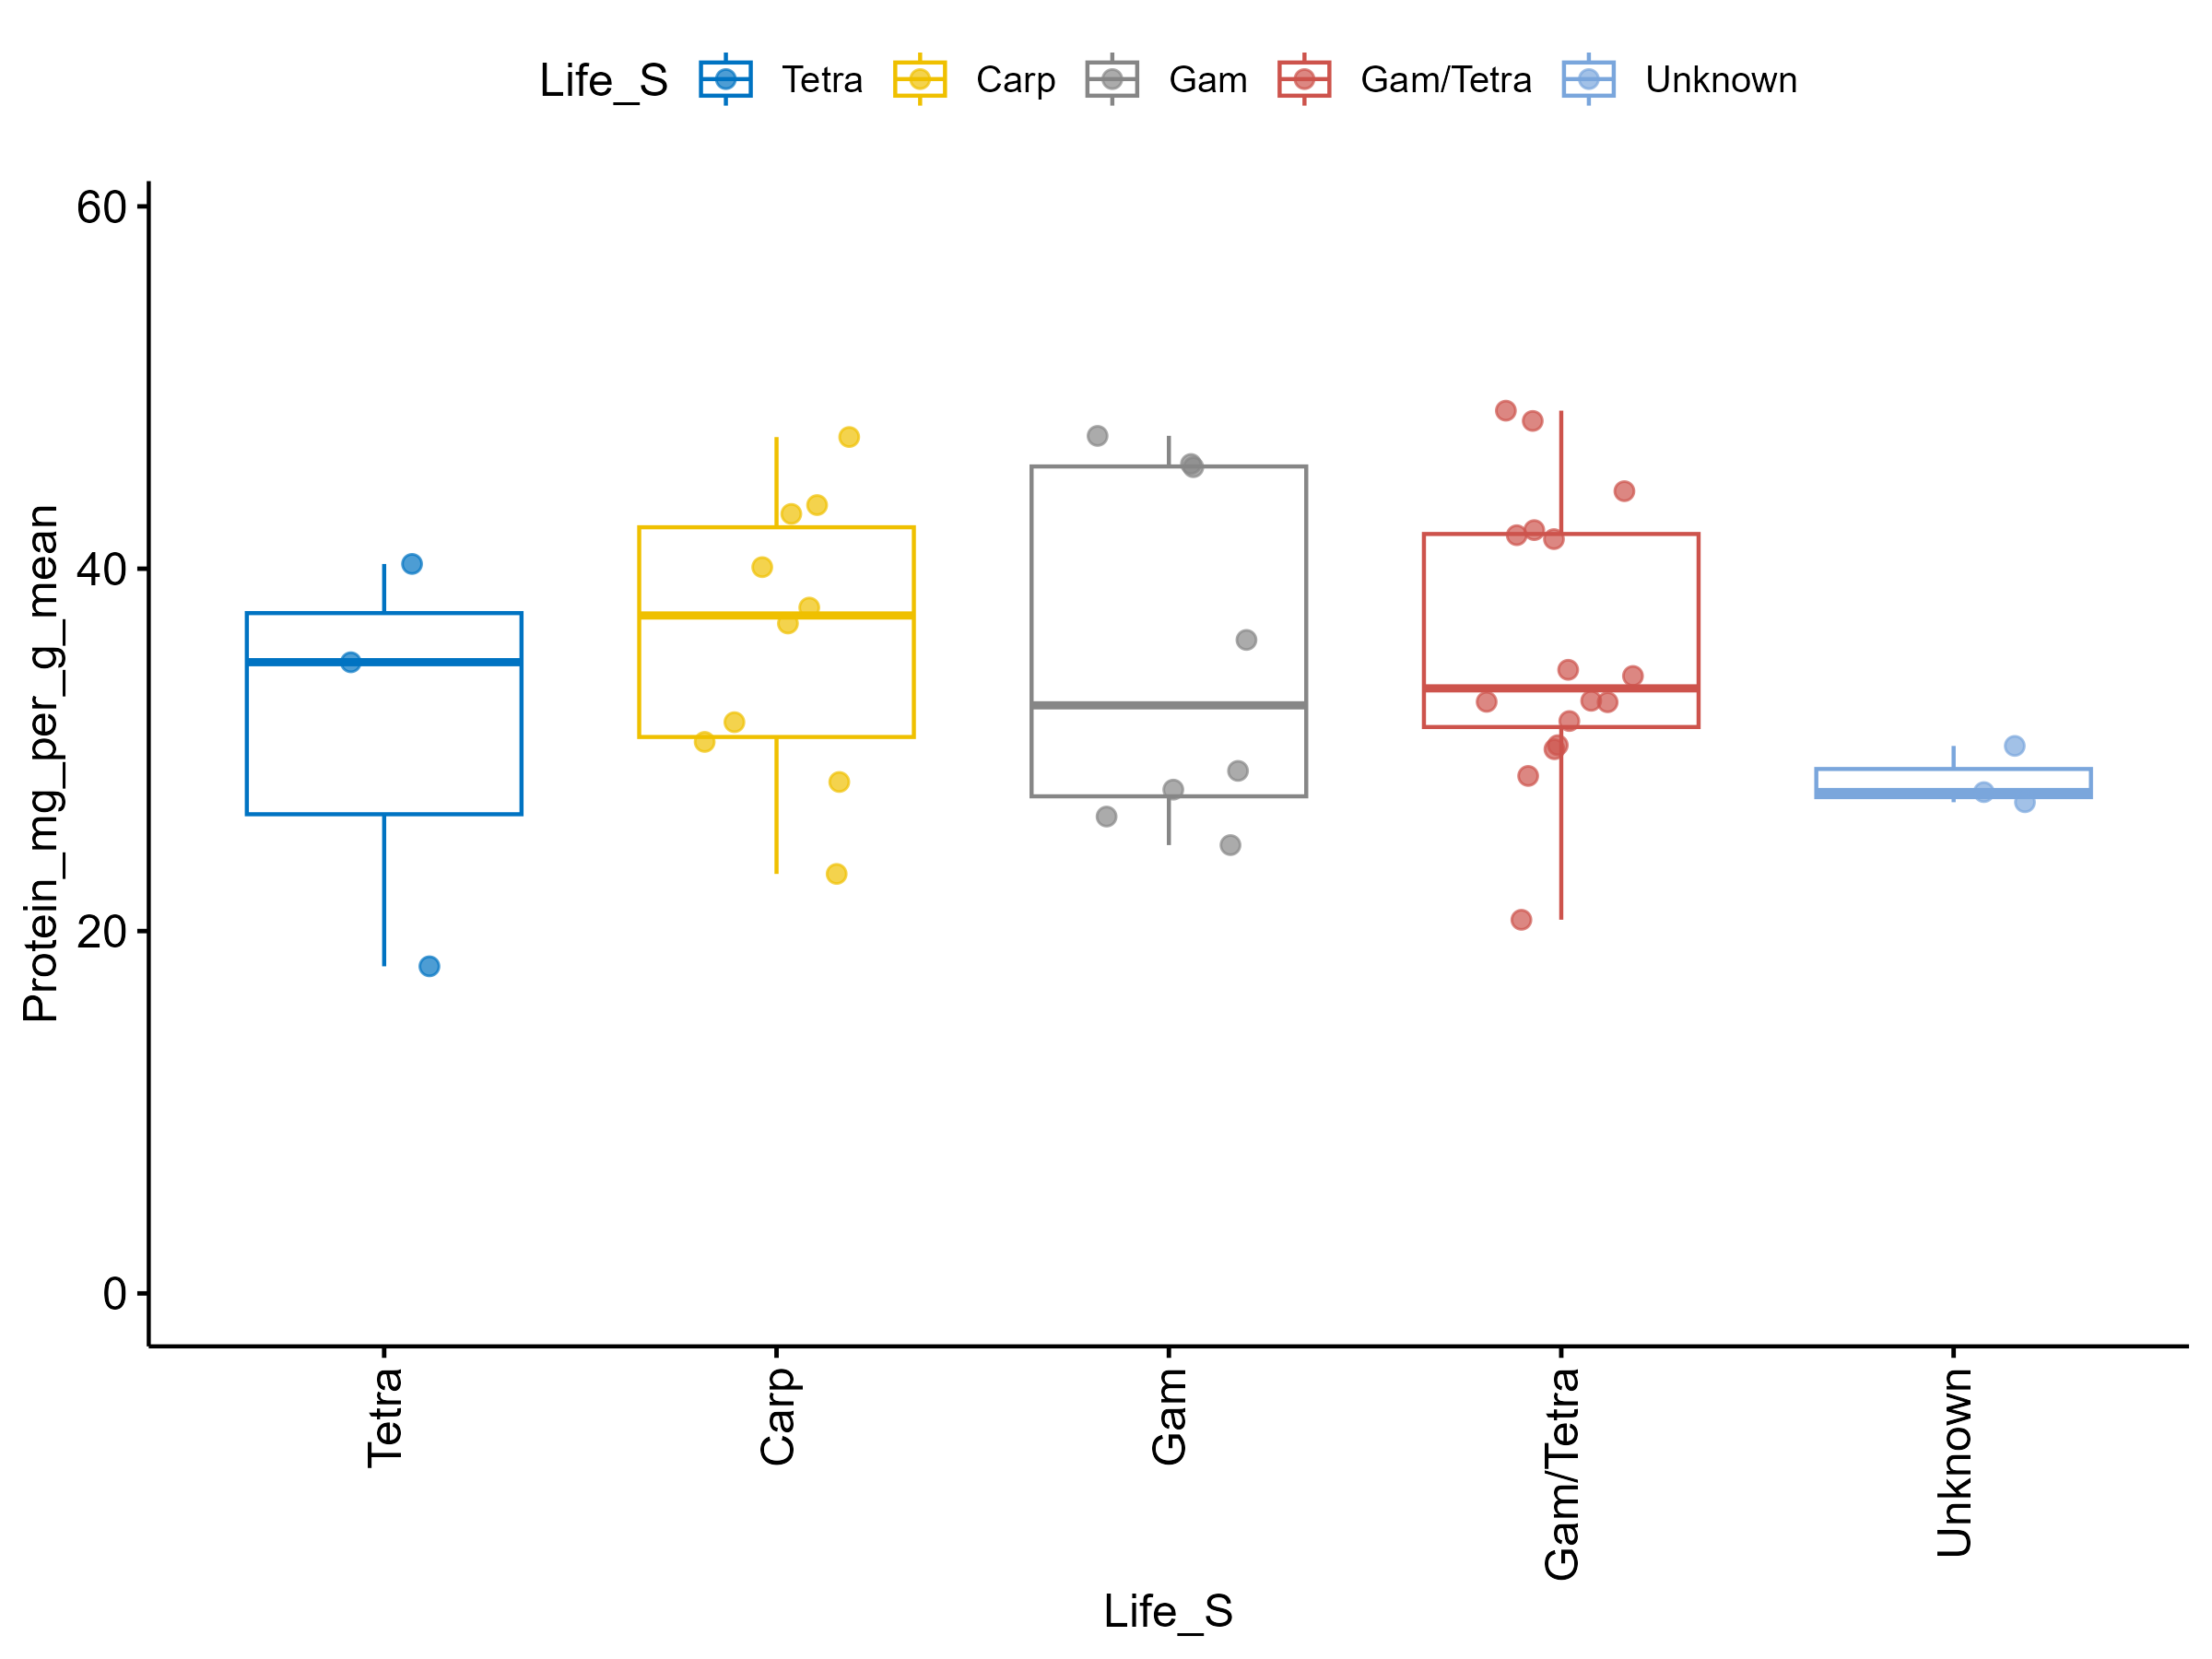 Life_S Tetra Carp Gam Gam/Tetra Unknown
Protein_mg_per_g_mean
60
40
20
0
Tetra Carp Gam Gam/Tetra Unknown
Life_S